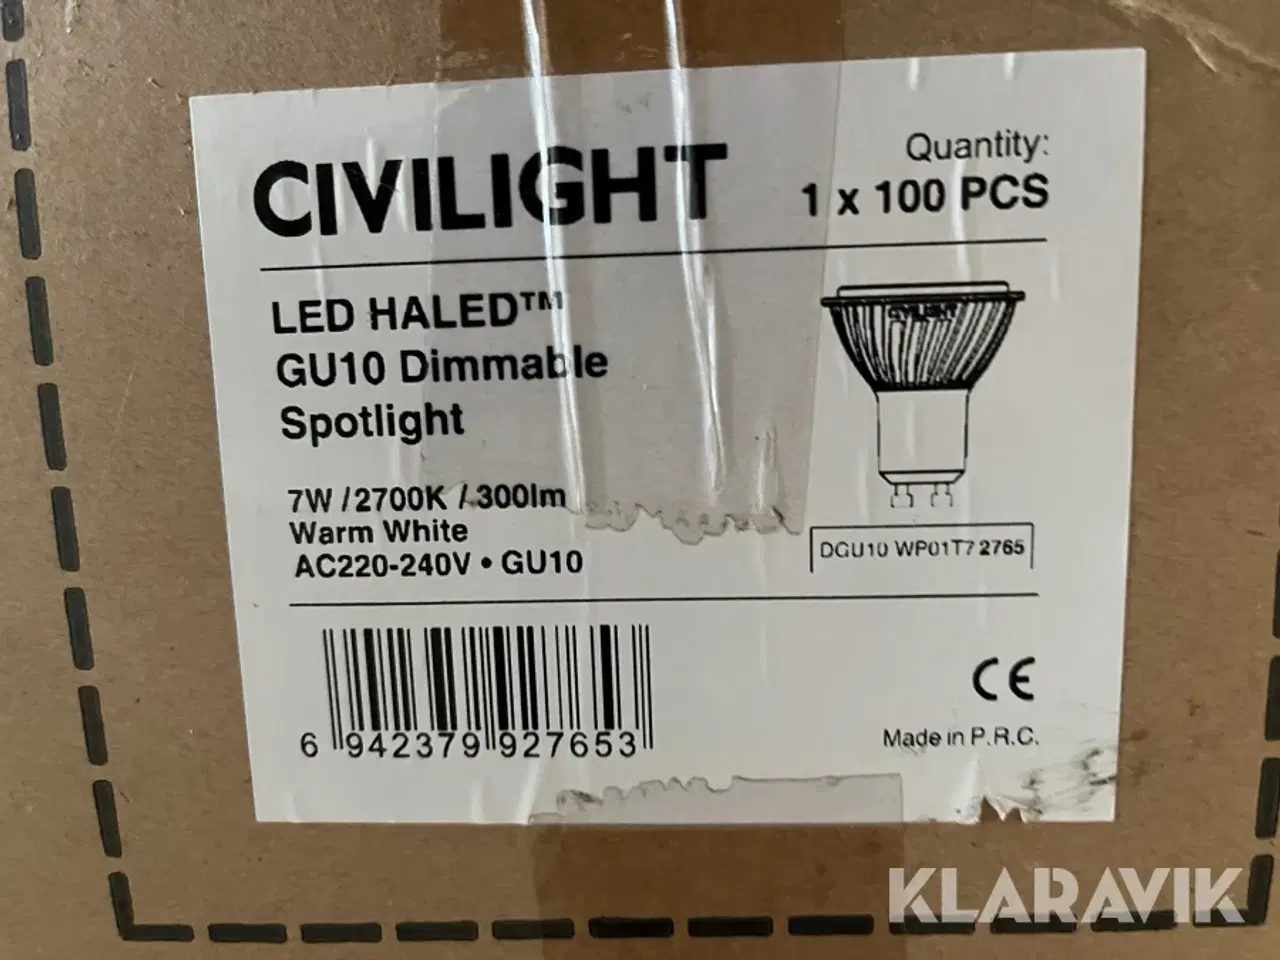 CIVILIGHT
Quantity:
1 x 100 PCS
LED HALED™
GU10 Dimmable
Spotlight
CIVILIGHT
7W / 2700K / 300lm
Warm White
AC220-240V • GU10
DGU10 WP01T7 2765
6 942379 927653
CE
Made in P.R.C.
KLARAVIK